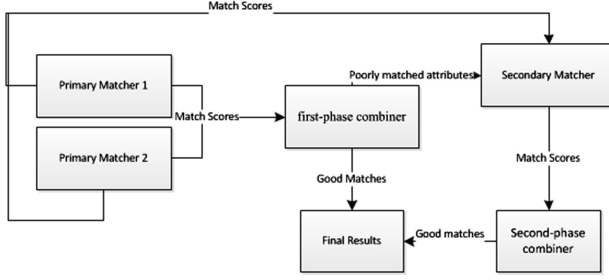 Match Scores
Primary Matcher 1
Poorly matched attributes
Secondary Matcher
Match Scores
first-phase combiner
Primary Matcher 2
Match Scores
Good Matches
Final Results
Good matches
Second-phase
combiner